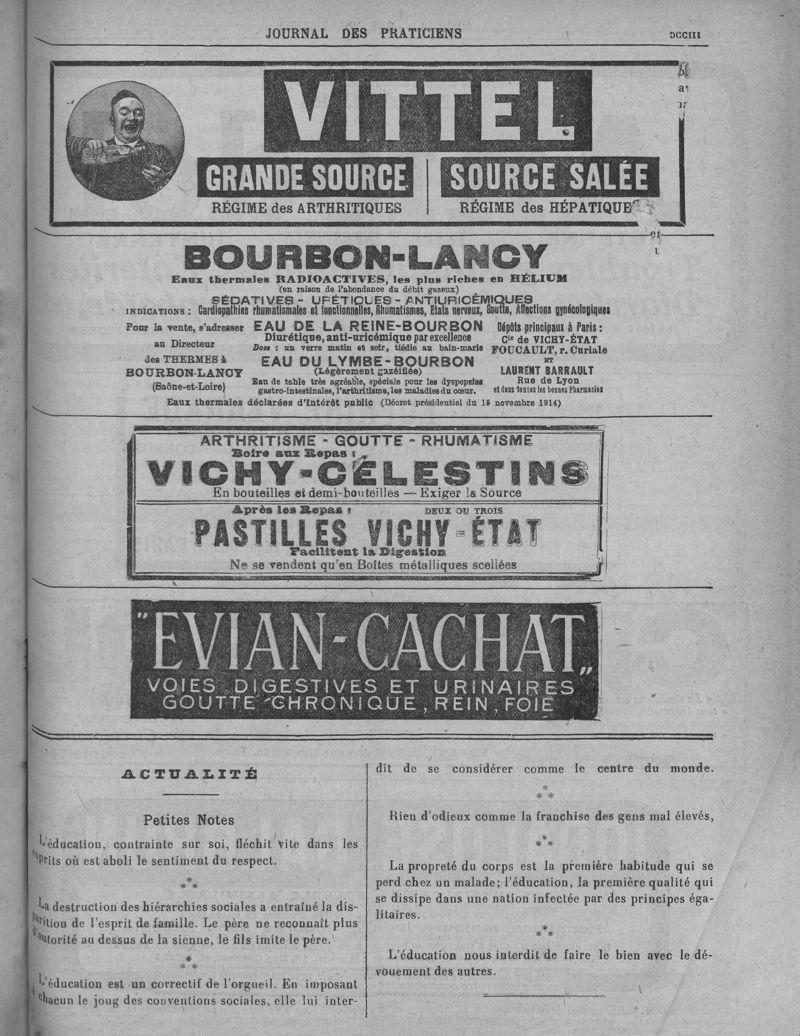 JOURNAL DES PRATICIENS
DCCIII
VITTEL
GRANDE SOURCE
RÉGIME des ARTHRITIQUES
SOURCE SALÉE
RÉGIME des HÉPATIQUE
BOURBON-LANCY
Eaux thermales RADIOACTIVES, les plus riches en HÉLIUM
(en raison de l'abondance du débit gazeux)
SÉDATIVES - URÉTIQUES - ANTIURICÉMIQUES
INDICATIONS : Cardiopathies rhumatismales et fonctionnelles, Rhumatismes, Etats nerveux, Goutte, Affections gynécologiques
Pour la vente, s'adresser
au Directeur
des THERMES à
BOURBON-LANCY
(Saône-et-Loire)
EAU DE LA REINE-BOURBON
Diurétique, anti-uricémique par excellence
Dose : un verre matin et soir, tiédie au bain-marie
EAU DU LYMBE-BOURBON
(Légèrement gazéifiée)
Eau de table très agréable, spéciale pour les dyspepsies
gastro-intestinales, l'arthritisme, les maladies du cœur.
Dépôts principaux à Paris :
Cie de VICHY-ÉTAT
FOUCAULT, r. Curiale
ET
LAURENT BARRAULT
Rue de Lyon
et dans toutes les bonnes Pharmacies
Eaux thermales déclarées d'Intérêt public (Décret présidentiel du 15 novembre 1914)
ARTHRITISME - GOUTTE - RHUMATISME
Boire aux Repas :
VICHY-CÉLESTINS
En bouteilles et demi-bouteilles — Exiger la Source
Après les Repas : DEUX OU TROIS
PASTILLES VICHY-ÉTAT
Facilitent la Digestion
Ne se vendent qu'en Boîtes métalliques scellées
"EVIAN-CACHAT„
VOIES DIGESTIVES ET URINAIRES
GOUTTE CHRONIQUE, REIN, FOIE
ACTUALITÉ
Petites Notes
L'éducation, contrainte sur soi, fléchit vite dans les
prits où est aboli le sentiment du respect.
* * *
La destruction des hiérarchies sociales a entraîné la dis-
rition de l'esprit de famille. Le père ne reconnaît plus
autorité au dessus de la sienne, le fils imite le père.
* * *
L'éducation est un correctif de l'orgueil. En imposant
chacun le joug des conventions sociales, elle lui inter-
dit de se considérer comme le centre du monde.
* * *
Rien d'odieux comme la franchise des gens mal élevés,
* * *
La propreté du corps est la première habitude qui se
perd chez un malade; l'éducation, la première qualité qui
se dissipe dans une nation infectée par des principes éga-
litaires.
* * *
L'éducation nous interdit de faire le bien avec le dé-
vouement des autres.